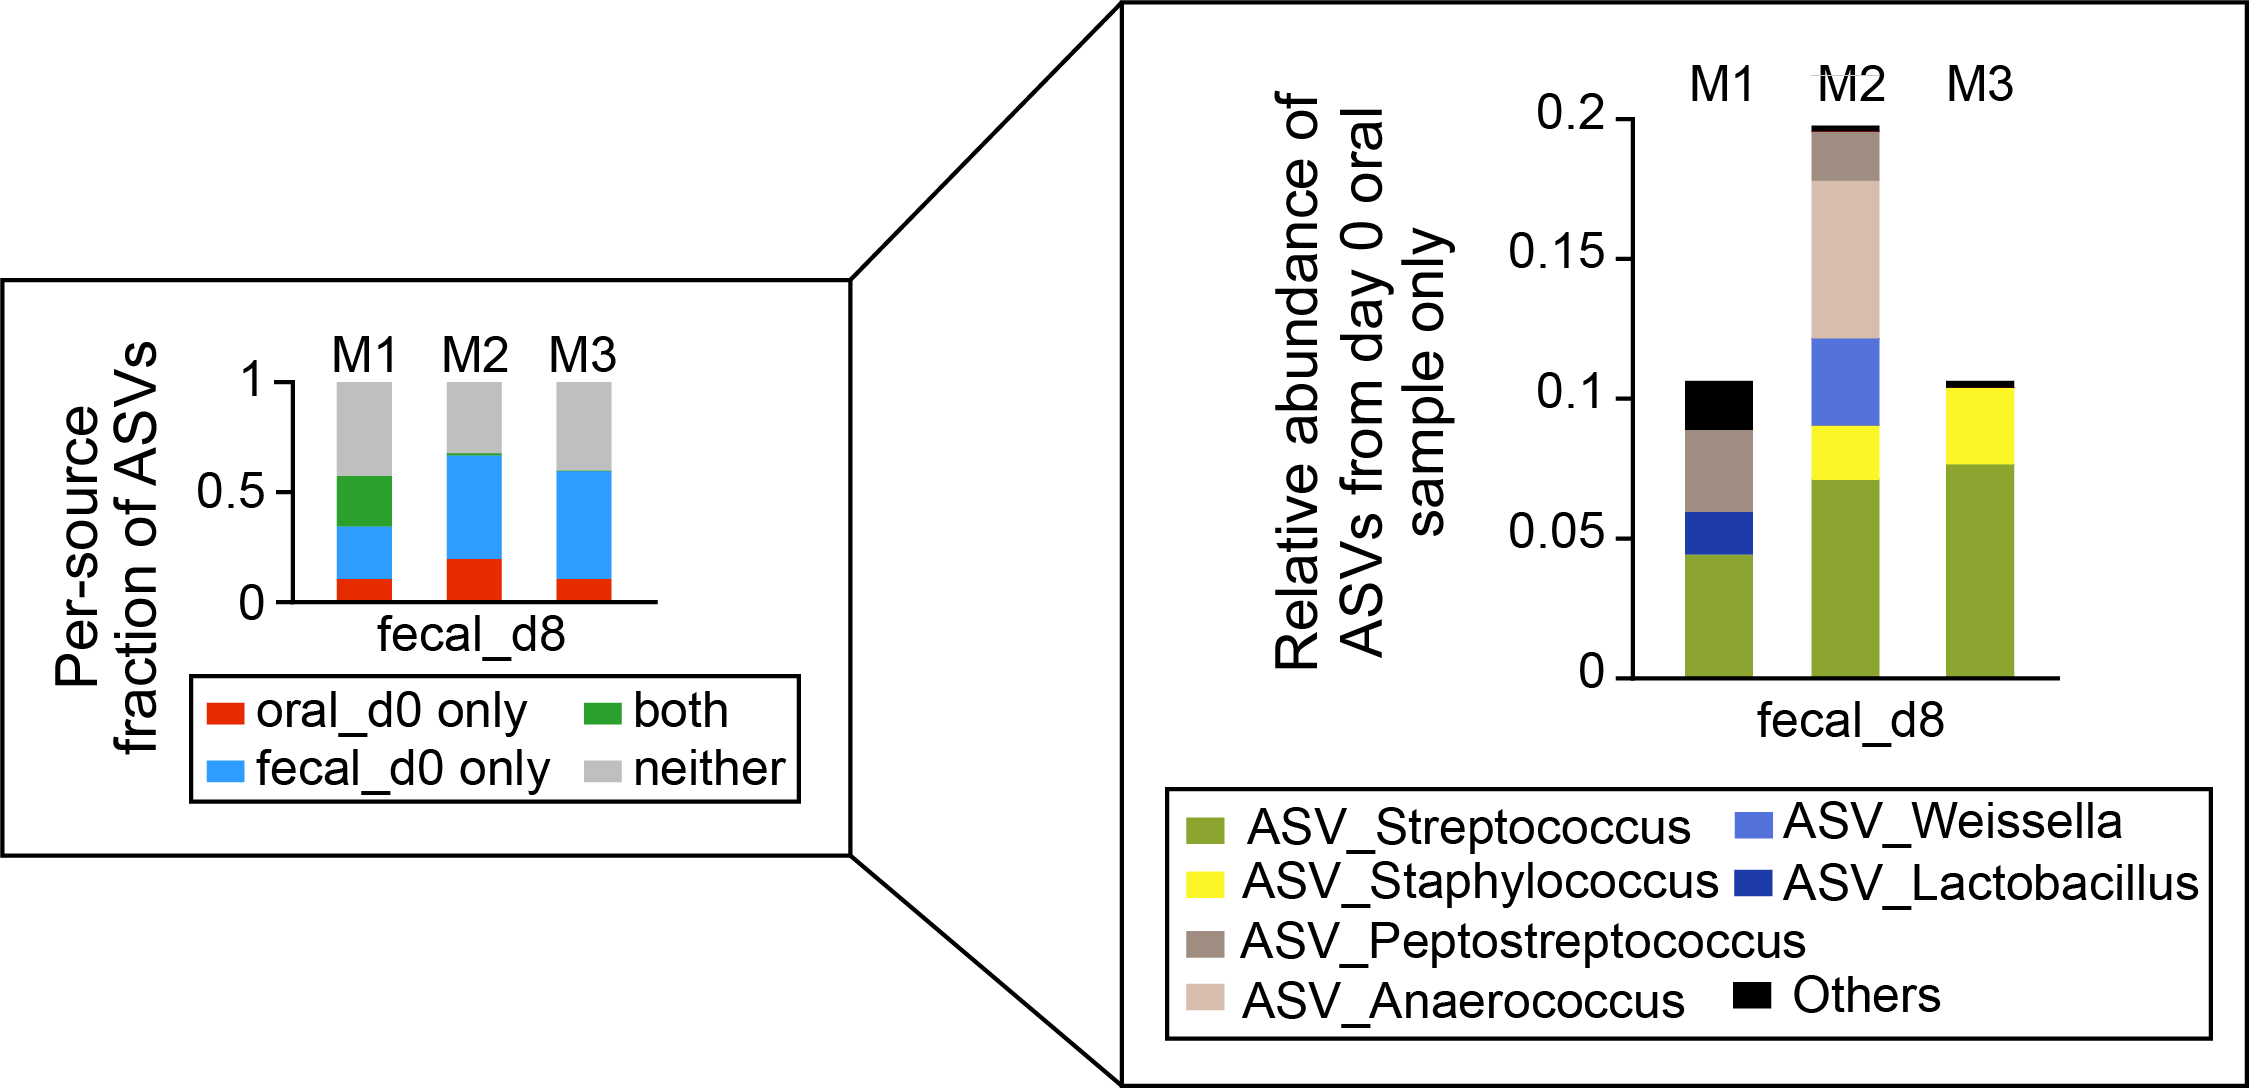 Per-source
fraction of ASVs
M1 M2 M3
1
0.5
0
fecal_d8
oral_d0 only
both
fecal_d0 only
neither
Relative abundance of
ASVs from day 0 oral
sample only
M1 M2 M3
0.2
0.15
0.1
0.05
0
fecal_d8
ASV_Streptococcus
ASV_Weissella
ASV_Staphylococcus
ASV_Lactobacillus
ASV_Peptostreptococcus
ASV_Anaerococcus
Others